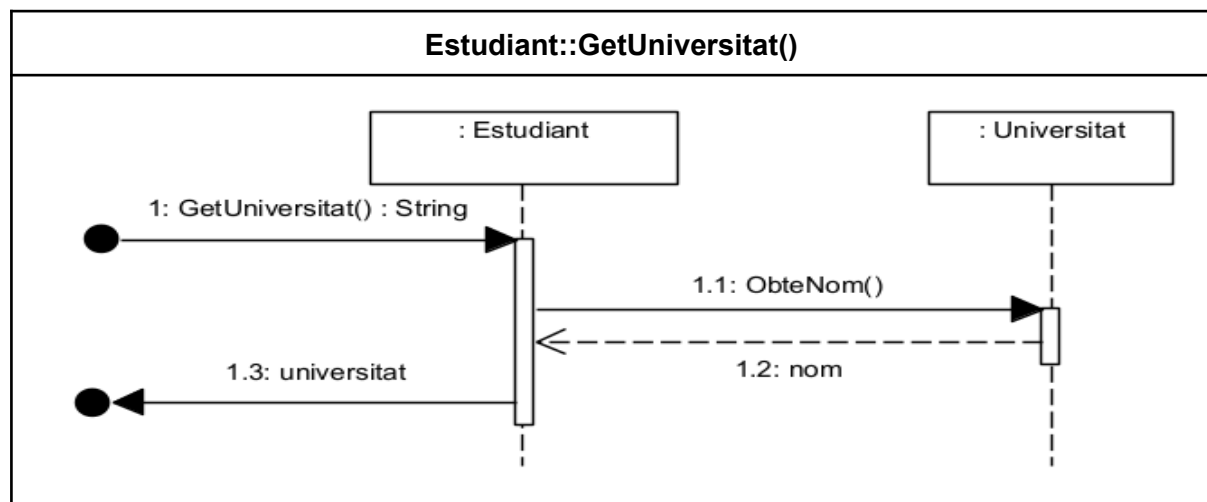 Estudiant::GetUniversitat()
: Estudiant
: Universitat
1: GetUniversitat() : String
1.1: ObteNom()
1.2: nom
1.3: universitat